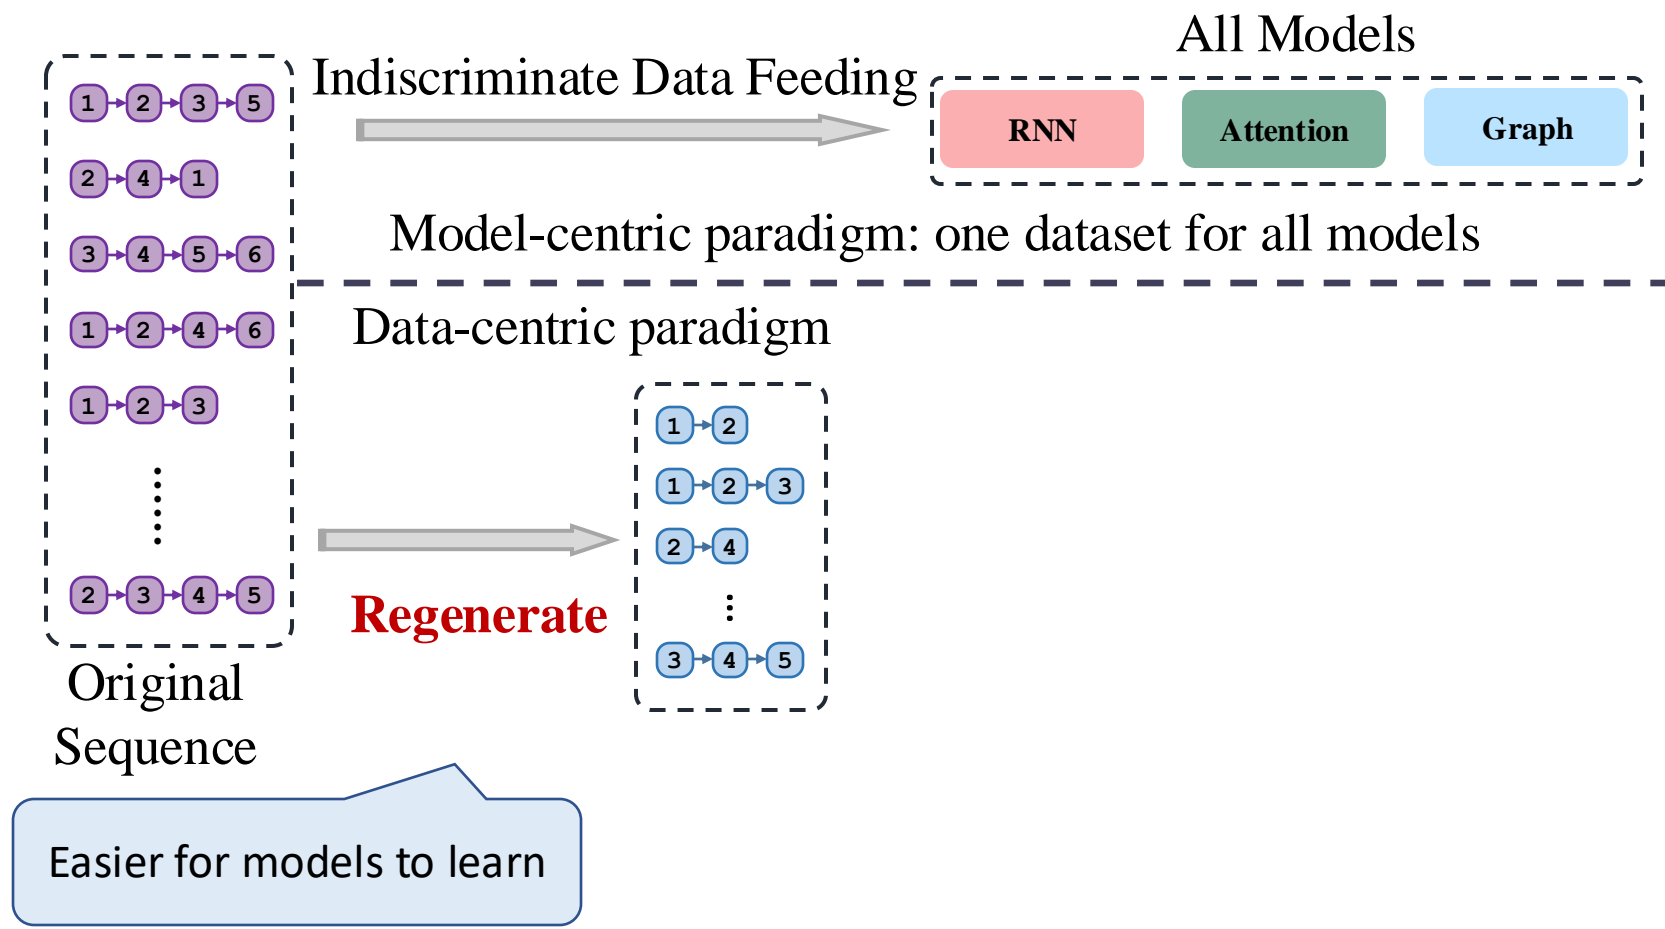 All Models
Indiscriminate Data Feeding
RNN
Attention
Graph
1 2 3 5
2 4 1
3 4 5 6
1 2 4 6
1 2 3
......
2 3 4 5
Original
Sequence
Model-centric paradigm: one dataset for all models
Data-centric paradigm
Regenerate
1 2
1 2 3
2 4
...
3 4 5
Easier for models to learn